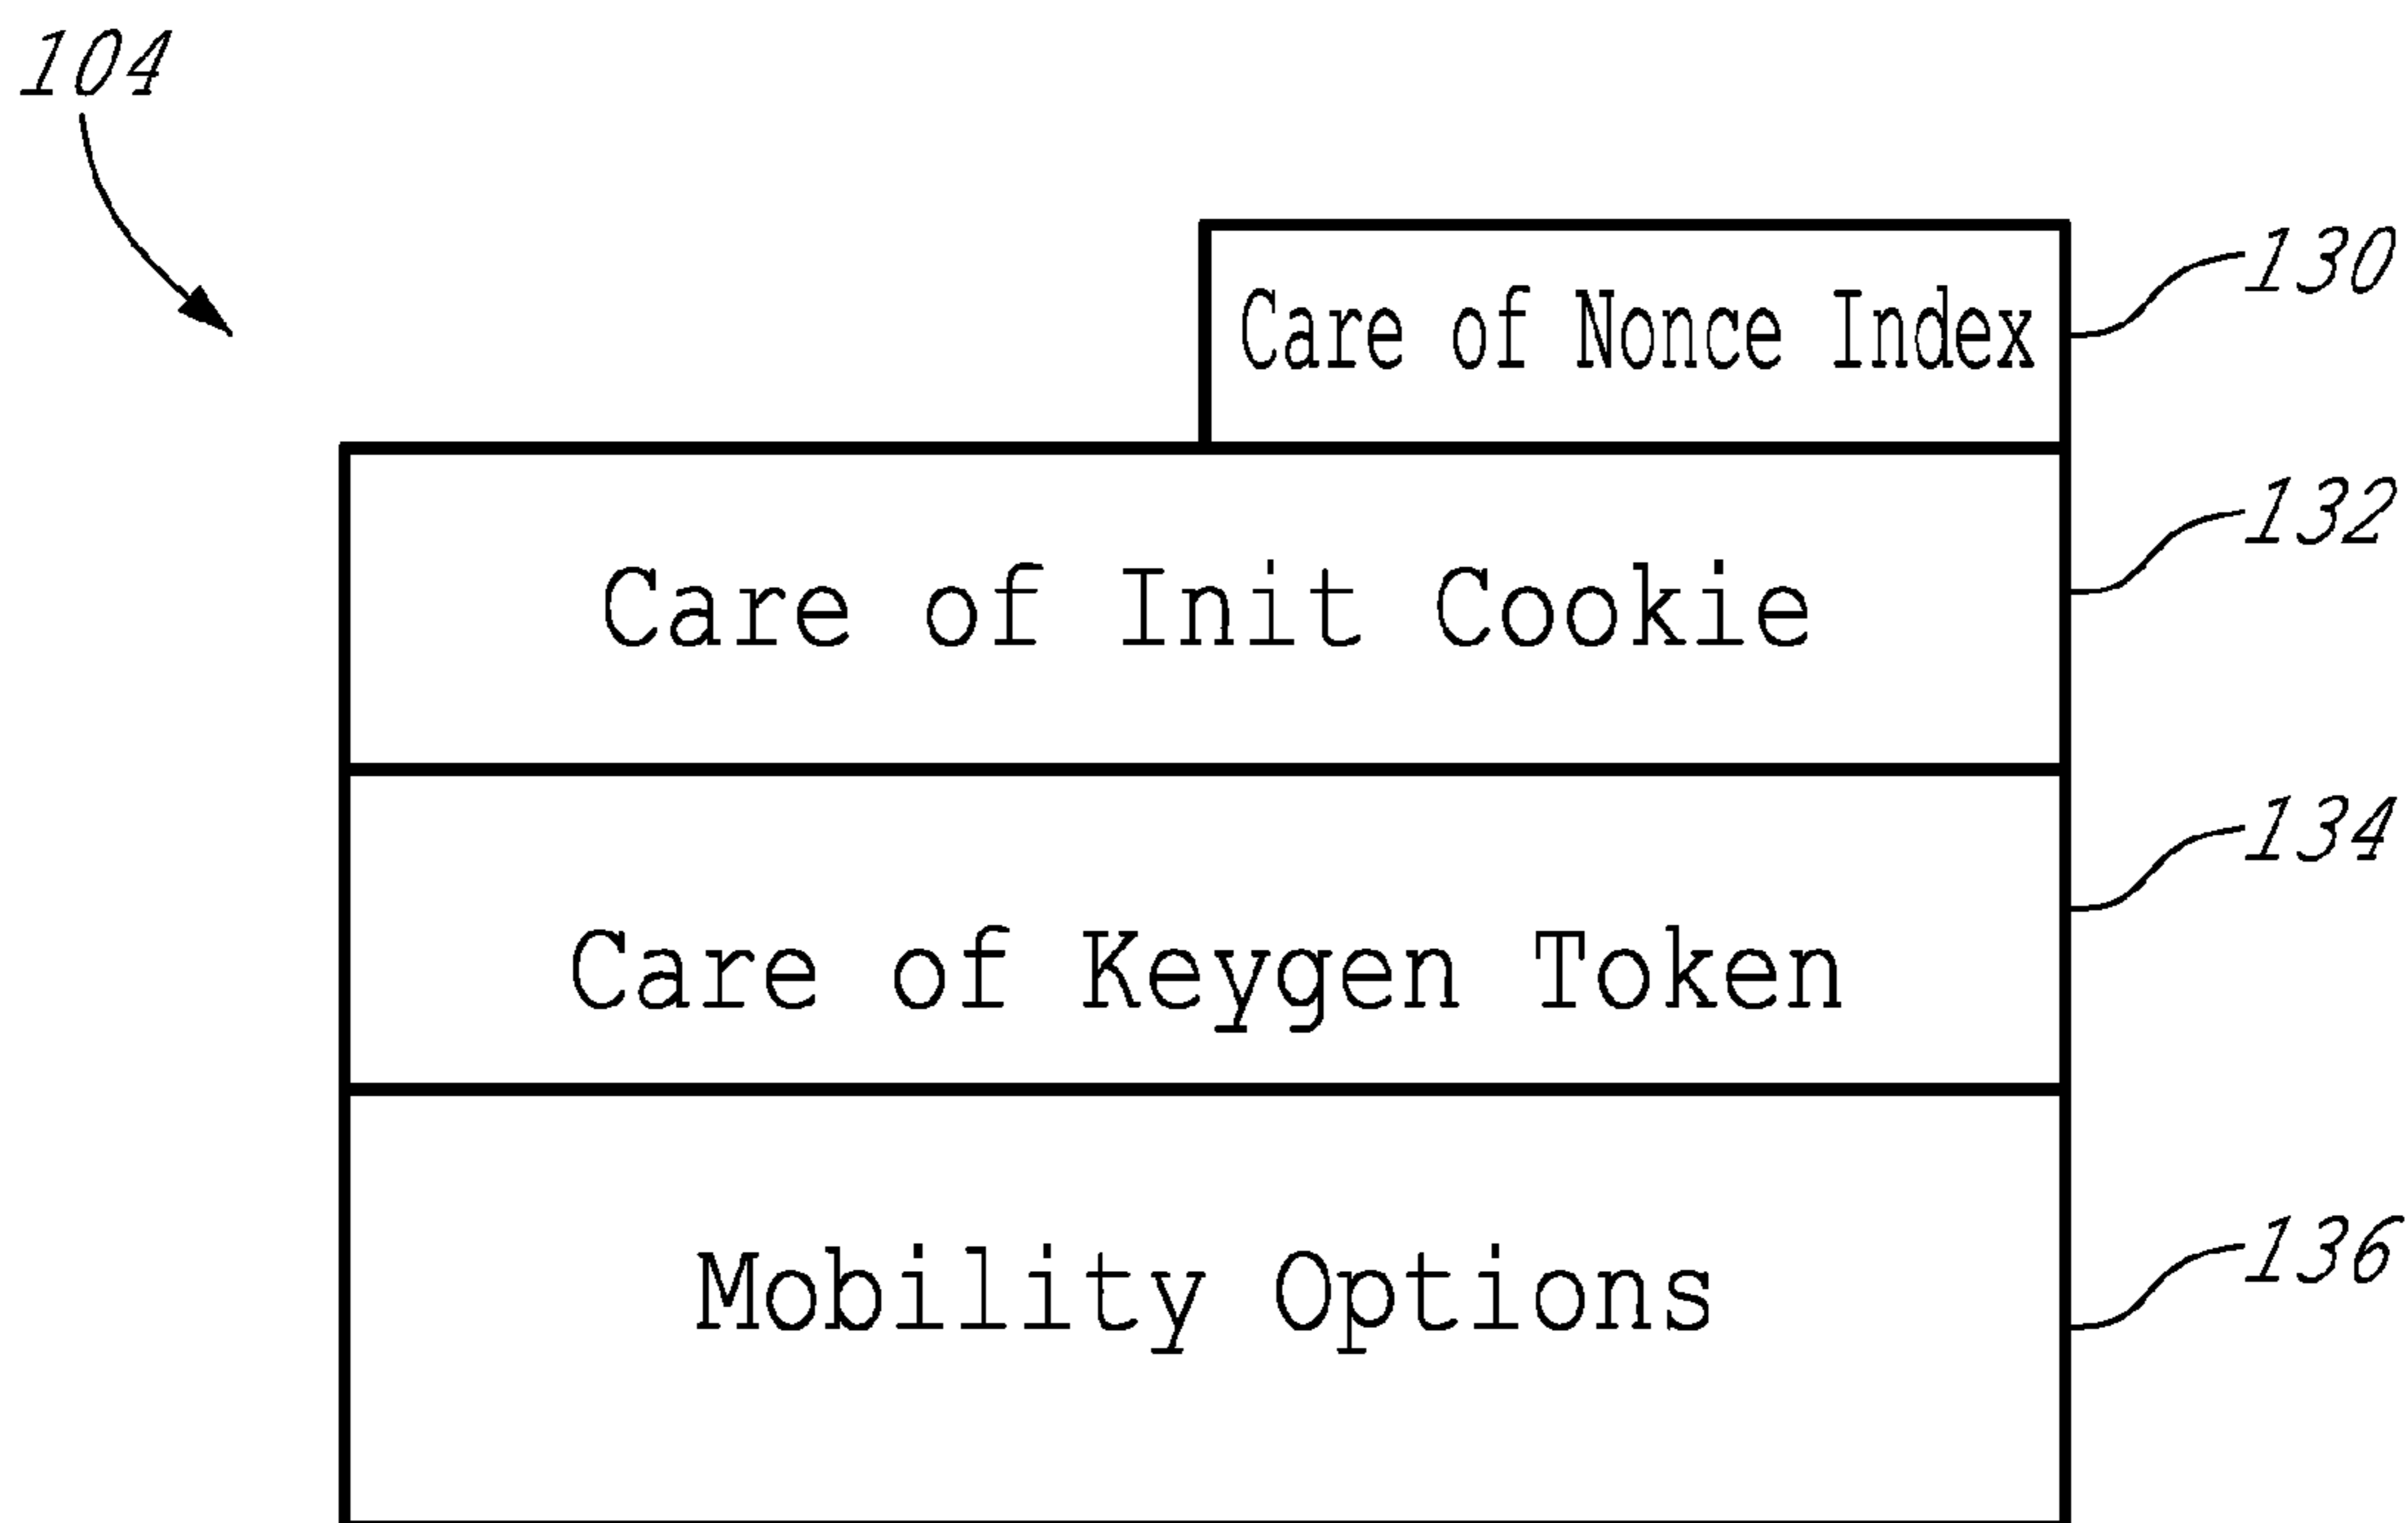 104
Care of Nonce Index
130
Care of Init Cookie
132
Care of Keygen Token
134
Mobility Options
136